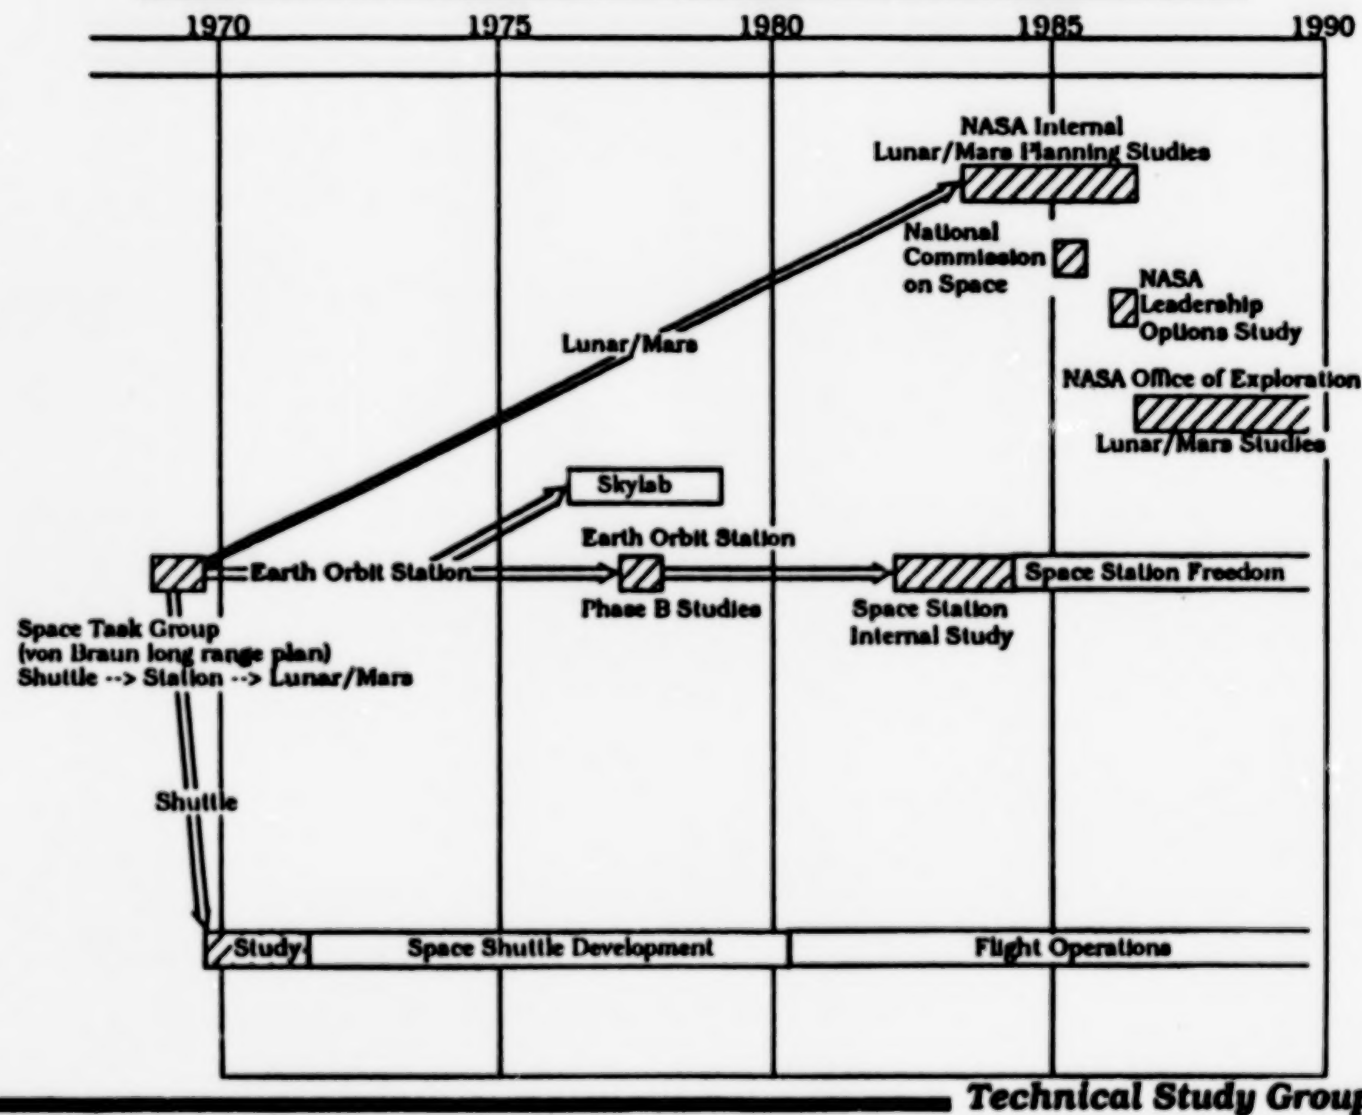 1970 1975 1980 1985 1990
NASA Internal
Lunar/Mars Planning Studies
National
Commission
on Space
NASA
Leadership
Options Study
Lunar/Mars
NASA Office of Exploration
Lunar/Mars Studies
Skylab
Earth Orbit Station
Earth Orbit Station
Space Station Freedom
Phase B Studies
Space Station
Internal Study
Space Task Group
(von Braun long range plan)
Shuttle --> Station --> Lunar/Mars
Shuttle
Study
Space Shuttle Development
Flight Operations
Technical Study Group